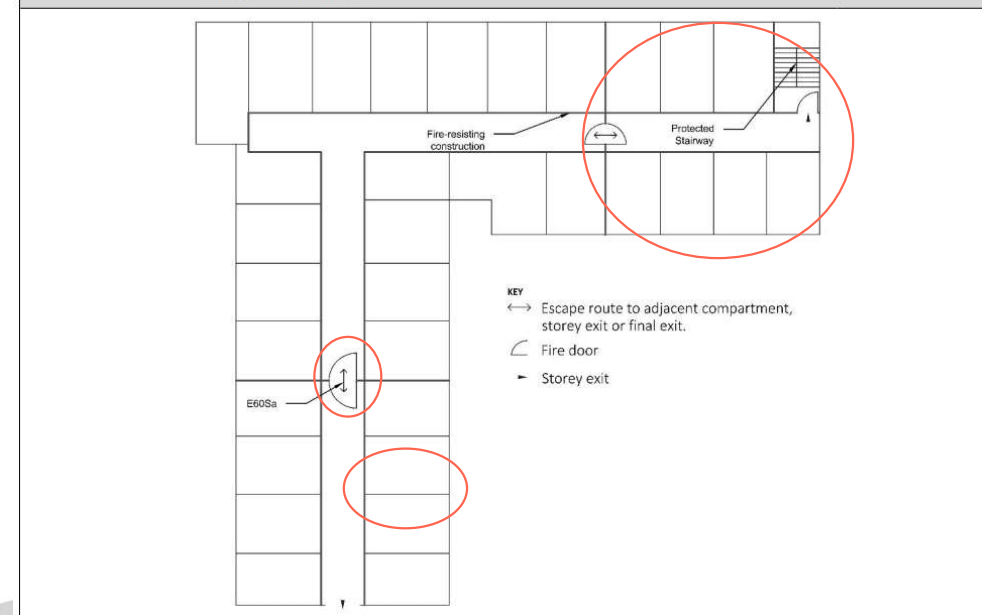 Fire-resisting
construction
Protected
Stairway
E60Sa
KEY
Escape route to adjacent compartment,
storey exit or final exit.
Fire door
Storey exit